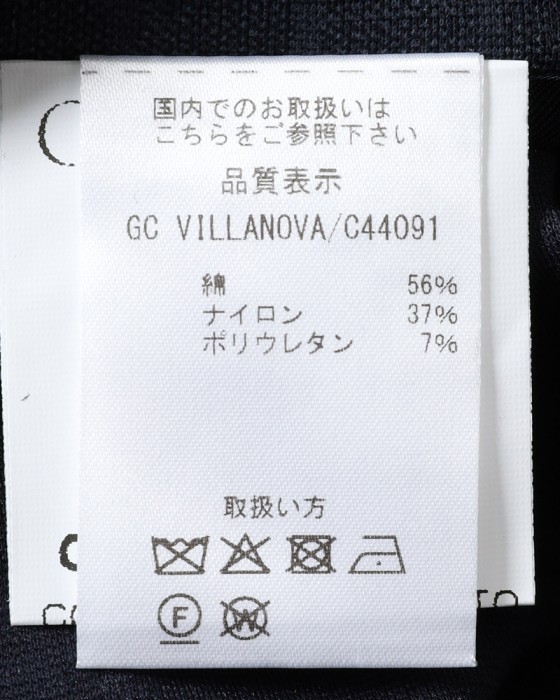 国内でのお取扱いは
こちらをご参照下さい
品質表示
GC VILLANOVA/C44091
綿 56%
ナイロン 37%
ポリウレタン 7%
取扱い方
F W